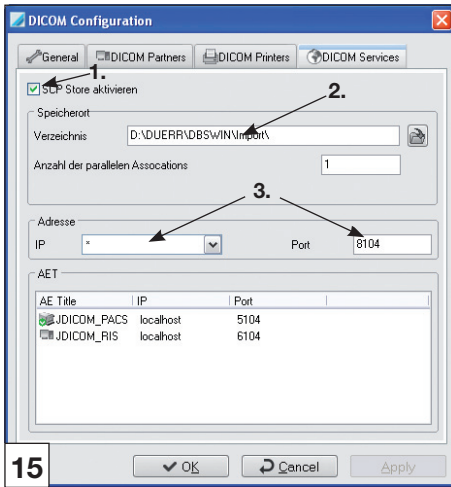 DICOM Configuration
General DICOM Partners DICOM Printers DICOM Services
1.
SCP Store aktivieren
2.
Speicherort
Verzeichnis D:\DUERR\DBSWIN\Import\
Anzahl der parallelen Assocations 1
3.
Adresse
IP * Port 8104
AET
AE Title IP Port
JDICOM_PACS localhost 5104
JDICOM_RIS localhost 6104
15
OK Cancel Apply